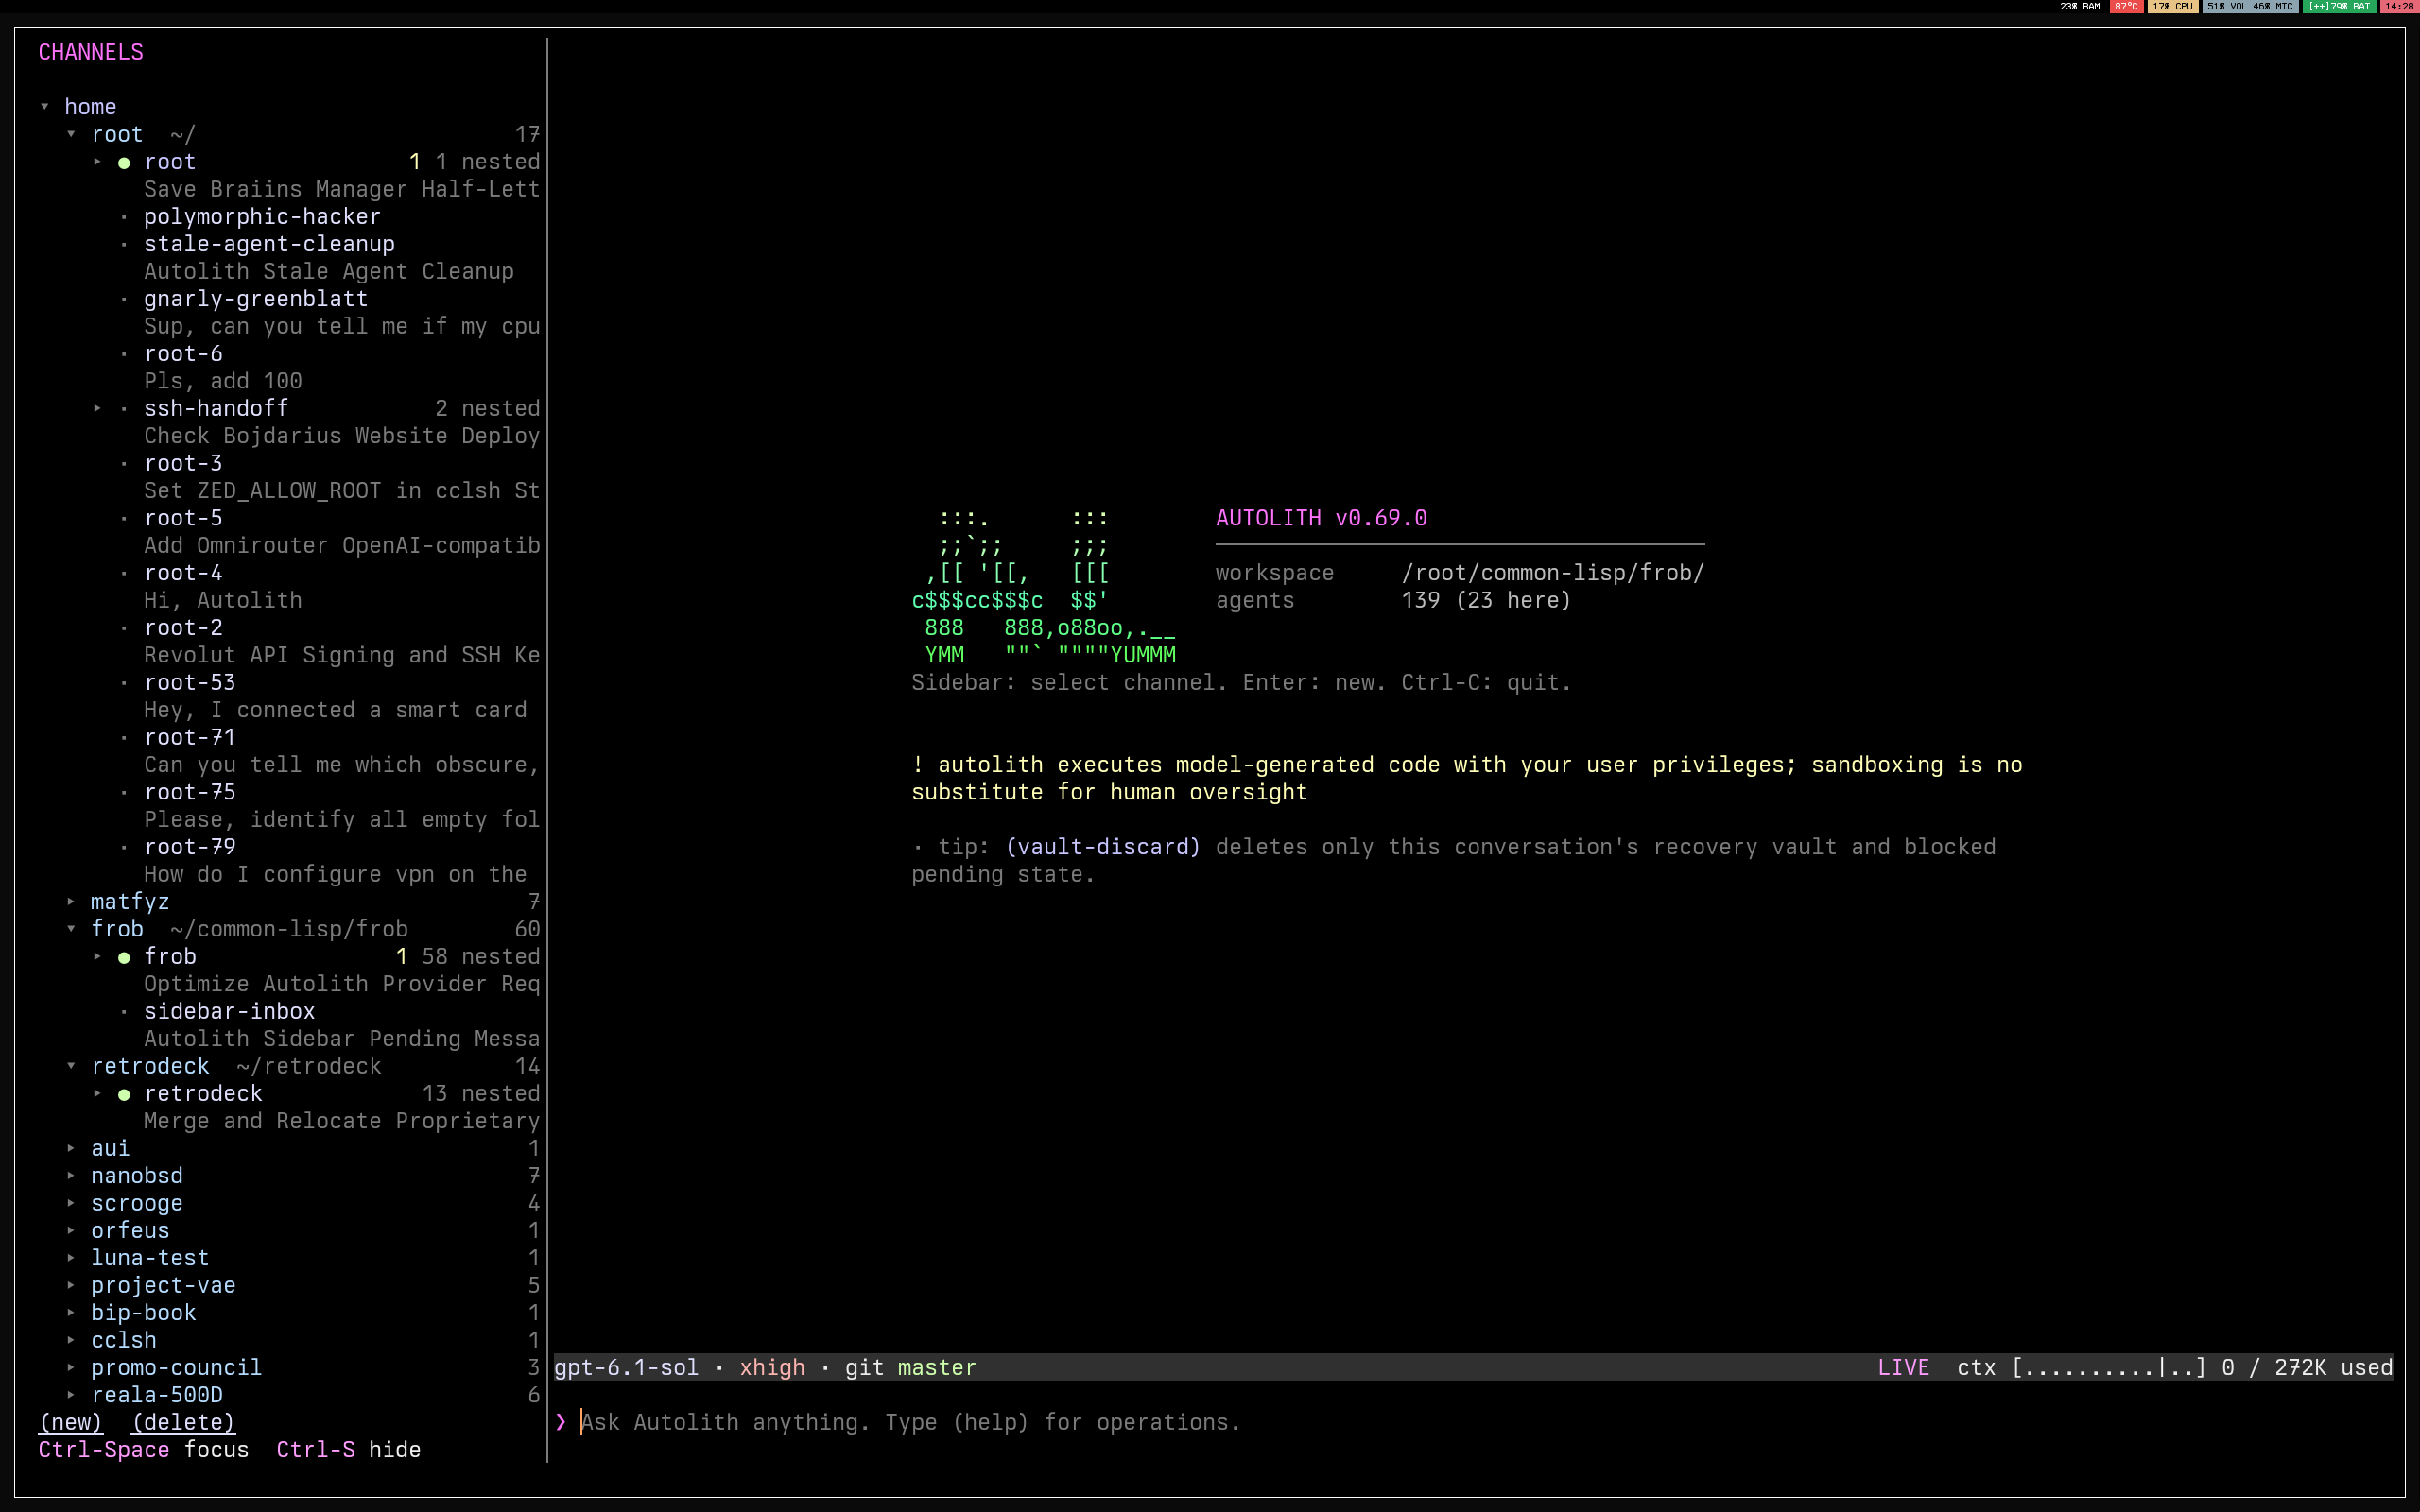 23% RAM 87°C 17% CPU 51% VOL 46% MIC [++]79% BAT 14:28
CHANNELS
▾ home
▾ root ~/ 17
▸ ● root 1 1 nested
Save Braiins Manager Half-Lett
· polymorphic-hacker
· stale-agent-cleanup
Autolith Stale Agent Cleanup
· gnarly-greenblatt
Sup, can you tell me if my cpu
· root-6
Pls, add 100
▸ · ssh-handoff 2 nested
Check Bojdarius Website Deploy
· root-3
Set ZED_ALLOW_ROOT in cclsh St
· root-5
Add Omnirouter OpenAI-compatib
· root-4
Hi, Autolith
· root-2
Revolut API Signing and SSH Ke
· root-53
Hey, I connected a smart card
· root-71
Can you tell me which obscure,
· root-75
Please, identify all empty fol
· root-79
How do I configure vpn on the
▸ matfyz 7
▾ frob ~/common-lisp/frob 60
▸ ● frob 1 58 nested
Optimize Autolith Provider Req
· sidebar-inbox
Autolith Sidebar Pending Messa
▾ retrodeck ~/retrodeck 14
▸ ● retrodeck 13 nested
Merge and Relocate Proprietary
▸ aui 1
▸ nanobsd 7
▸ scrooge 4
▸ orfeus 1
▸ luna-test 1
▸ project-vae 5
▸ bip-book 1
▸ cclsh 1
▸ promo-council 3
▸ reala-500D 6
(new) (delete)
Ctrl-Space focus Ctrl-S hide
:::.      :::
;;`;;     ;;;
,[[ '[[,   [[[
c$$$cc$$$c  $$'
888   888,o88oo,.__
YMM   ""` """"YUMMM
AUTOLITH v0.69.0
workspace /root/common-lisp/frob/
agents 139 (23 here)
Sidebar: select channel. Enter: new. Ctrl-C: quit.
! autolith executes model-generated code with your user privileges; sandboxing is no
substitute for human oversight
· tip: (vault-discard) deletes only this conversation's recovery vault and blocked
pending state.
gpt-6.1-sol · xhigh · git master LIVE ctx [..........|..] 0 / 272K used
❯ Ask Autolith anything. Type (help) for operations.